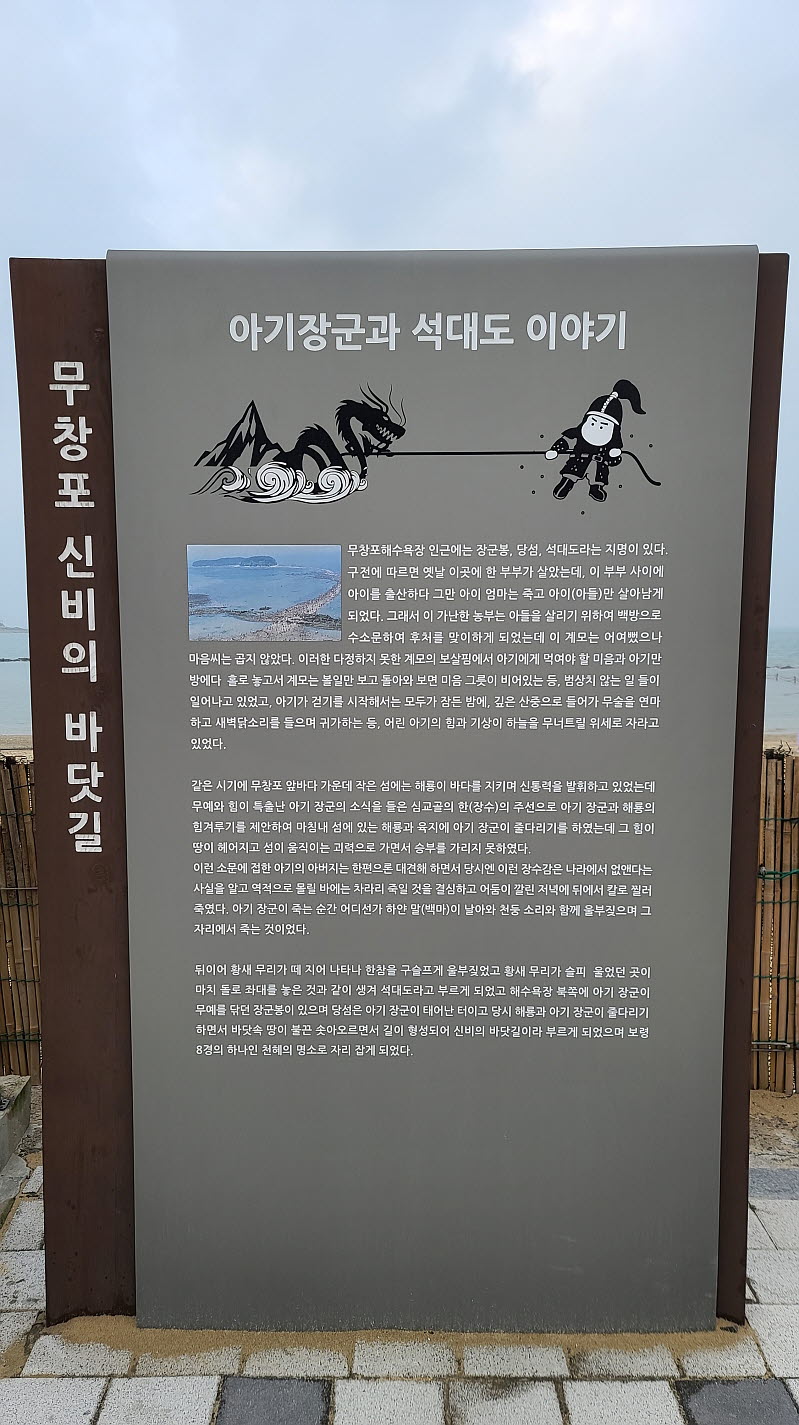 무창포 신비의 바닷길
아기장군과 석대도 이야기
무창포해수욕장 인근에는 장군봉, 당섬, 석대도라는 지명이 있다.
구전에 따르면 옛날 이곳에 한 부부가 살았는데, 이 부부 사이에
아이를 출산하다 그만 아이 엄마는 죽고 아이(아들)만 살아남게
되었다. 그래서 이 가난한 농부는 아들을 살리기 위하여 백방으로
수소문하여 후처를 맞이하게 되었는데 이 계모는 어여뻤으나
마음씨는 곱지 않았다. 이러한 다정하지 못한 계모의 보살핌에서 아기에게 먹여야 할 미음과 아기만
방에다 홀로 놓고서 계모는 볼일만 보고 돌아와 보면 미음 그릇이 비어있는 등, 범상치 않는 일 들이
일어나고 있었고, 아기가 걷기를 시작해서는 모두가 잠든 밤에, 깊은 산중으로 들어가 무술을 연마
하고 새벽닭소리를 들으며 귀가하는 등, 어린 아기의 힘과 기상이 하늘을 무너트릴 위세로 자라고
있었다.
같은 시기에 무창포 앞바다 가운데 작은 섬에는 해룡이 바다를 지키며 신통력을 발휘하고 있었는데
무예와 힘이 특출난 아기 장군의 소식을 들은 심교골의 한(장수)의 주선으로 아기 장군과 해룡의
힘겨루기를 제안하여 마침내 섬에 있는 해룡과 육지에 아기 장군이 줄다리기를 하였는데 그 힘이
땅이 헤어지고 섬이 움직이는 괴력으로 가면서 승부를 가리지 못하였다.
이런 소문에 접한 아기의 아버지는 한편으론 대견해 하면서 당시엔 이런 장수감은 나라에서 없앤다는
사실을 알고 역적으로 몰릴 바에는 차라리 죽일 것을 결심하고 어둠이 깔린 저녁에 뒤에서 칼로 찔러
죽였다. 아기 장군이 죽는 순간 어디선가 하얀 말(백마)이 날아와 천둥 소리와 함께 울부짖으며 그
자리에서 죽는 것이었다.
뒤이어 황새 무리가 떼 지어 나타나 한참을 구슬프게 울부짖었고 황새 무리가 슬피 울었던 곳이
마치 돌로 좌대를 놓은 것과 같이 생겨 석대도라고 부르게 되었고 해수욕장 북쪽에 아기 장군이
무예를 닦던 장군봉이 있으며 당섬은 아기 장군이 태어난 터이고 당시 해룡과 아기 장군이 줄다리기
하면서 바닷속 땅이 불끈 솟아오르면서 길이 형성되어 신비의 바닷길이라 부르게 되었으며 보령
8경의 하나인 천혜의 명소로 자리 잡게 되었다.